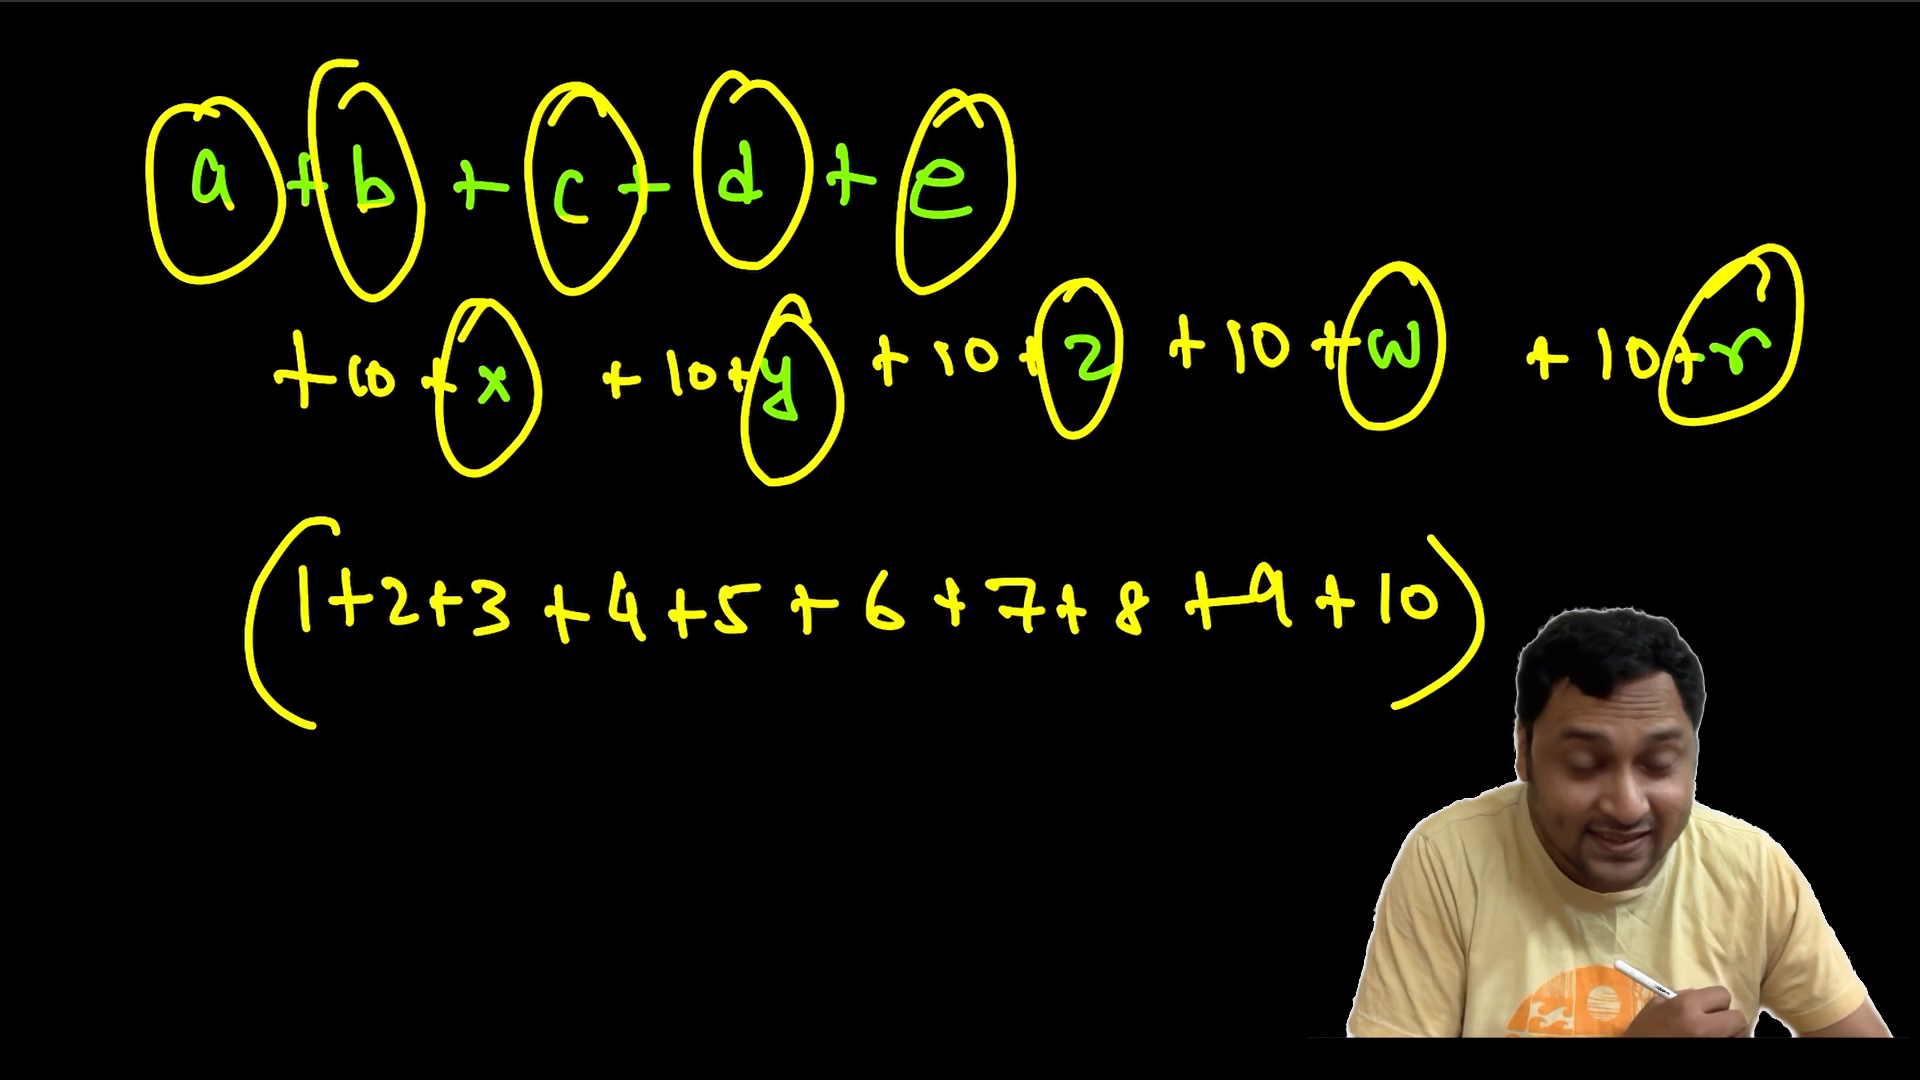 a + b + c + d + e
+ 10 + x + 10 + y + 10 + z + 10 + w + 10 + r
(1+2+3+4+5+6+7+8+9+10)